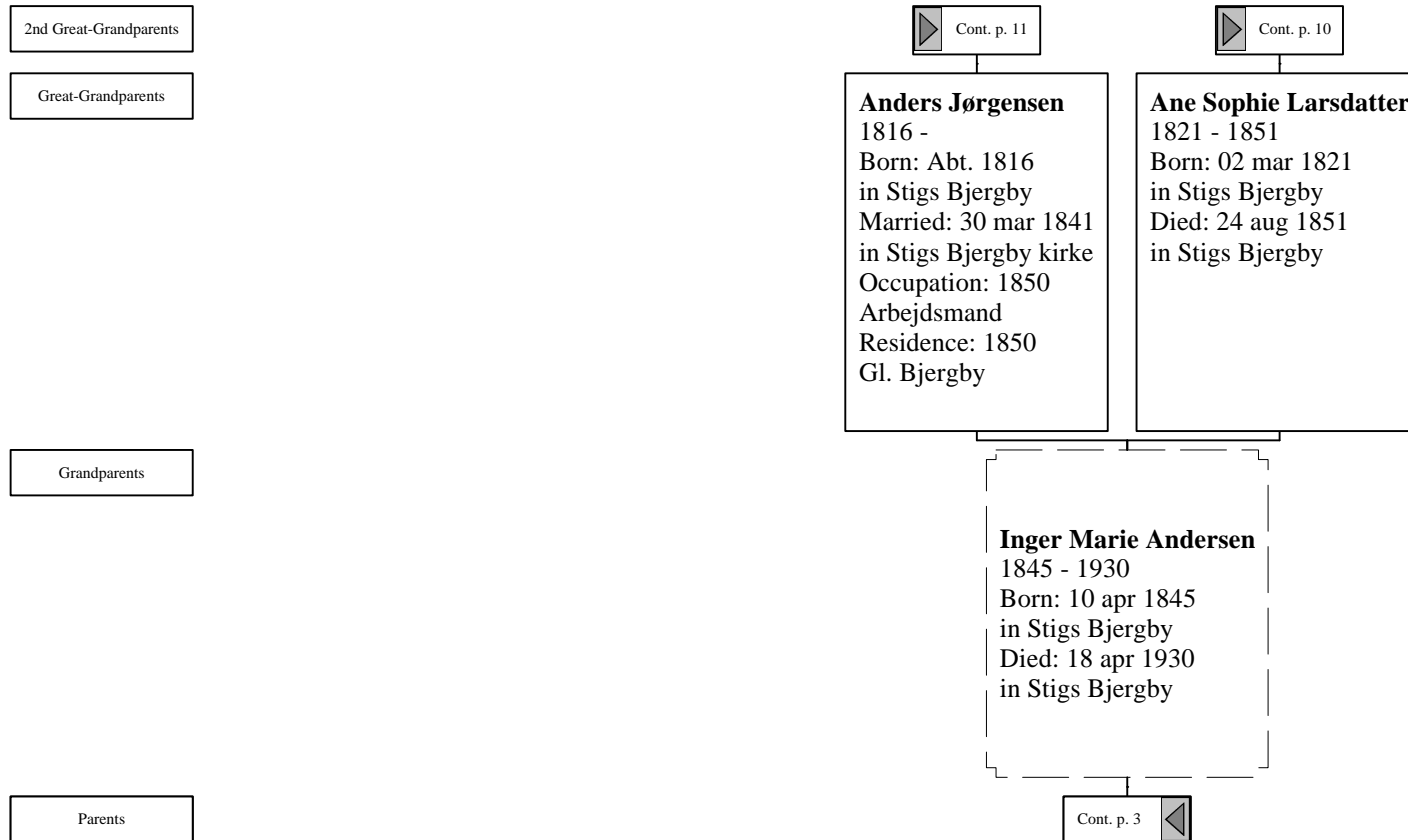 2nd Great-Grandparents
Cont. p. 11
Cont. p. 10
Great-Grandparents
Anders Jørgensen
1816 -
Born: Abt. 1816
in Stigs Bjergby
Married: 30 mar 1841
in Stigs Bjergby kirke
Occupation: 1850
Arbejdsmand
Residence: 1850
Gl. Bjergby
Ane Sophie Larsdatter
1821 - 1851
Born: 02 mar 1821
in Stigs Bjergby
Died: 24 aug 1851
in Stigs Bjergby
Grandparents
Inger Marie Andersen
1845 - 1930
Born: 10 apr 1845
in Stigs Bjergby
Died: 18 apr 1930
in Stigs Bjergby
Parents
Cont. p. 3